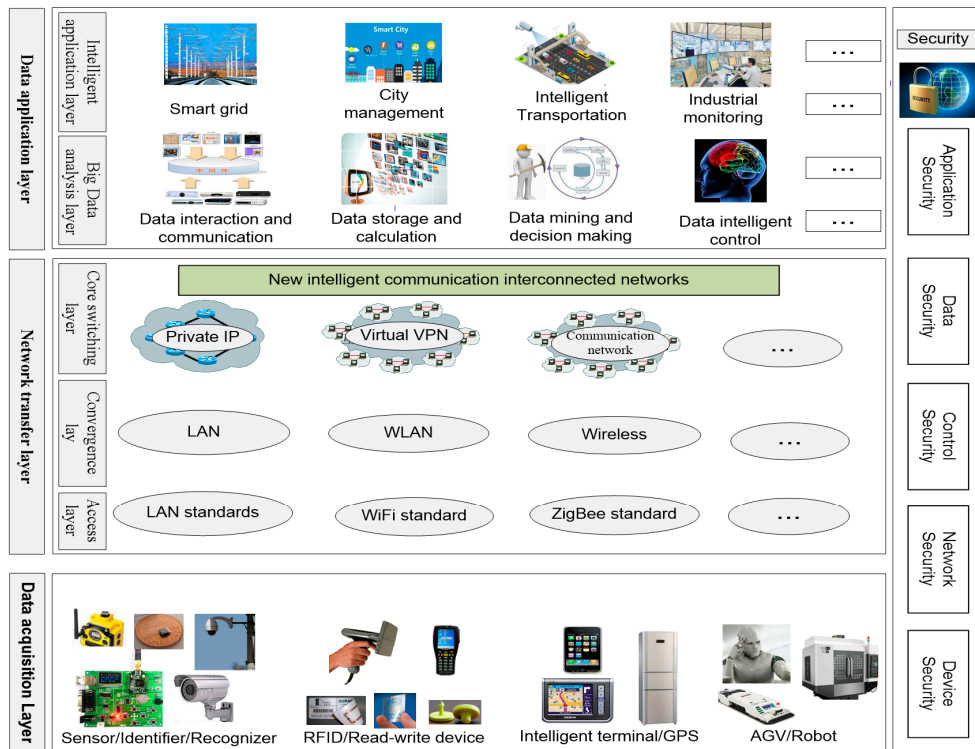 Data application layer
Intelligent
application layer
Smart grid
Smart City
City
management
Intelligent
Transportation
Industrial
monitoring
...
...
Big Data
analysis layer
Data interaction and
communication
Data storage and
calculation
Data mining and
decision making
Data intelligent
control
...
...
Network transfer layer
Core switching
layer
New intelligent communication interconnected networks
Private IP
Virtual VPN
Communication
network
...
Convergence
lay
LAN
WLAN
Wireless
...
Access
layer
LAN standards
WiFi standard
ZigBee standard
...
Data acquisition Layer
Sensor/Identifier/Recognizer
RFID/Read-write device
NOKIA
Intelligent terminal/GPS
AGV/Robot
Security
SECURITY
Application
Security
Data
Security
Control
Security
Network
Security
Device
Security